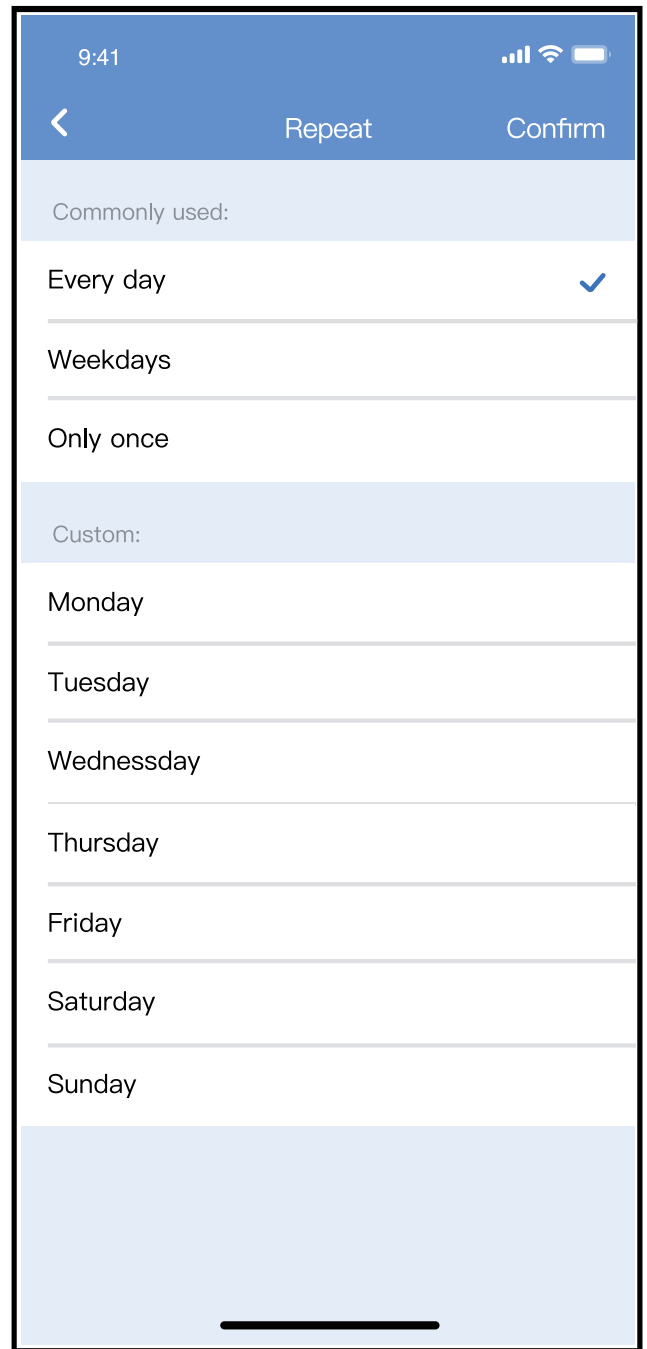 9:41
Repeat Confirm
Commonly used:
Every day
Weekdays
Only once
Custom:
Monday
Tuesday
Wednessday
Thursday
Friday
Saturday
Sunday